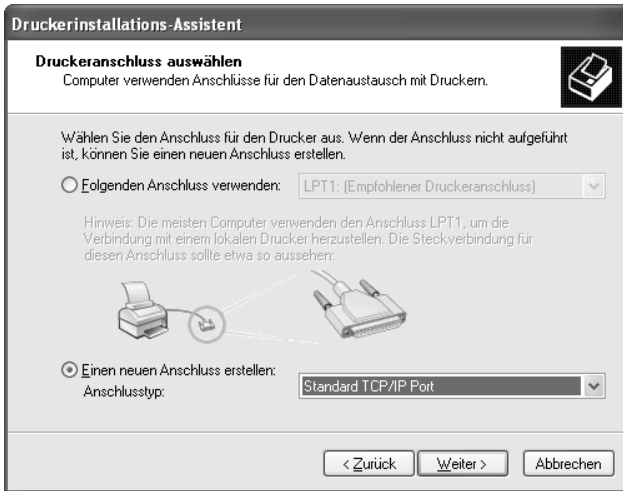 Druckerinstallations-Assistent
Druckeranschluss auswählen
Computer verwenden Anschlüsse für den Datenaustausch mit Druckern.
Wählen Sie den Anschluss für den Drucker aus. Wenn der Anschluss nicht aufgeführt
ist, können Sie einen neuen Anschluss erstellen.
Folgenden Anschluss verwenden: LPT1: (Empfohlener Druckeranschluss)
Hinweis: Die meisten Computer verwenden den Anschluss LPT1, um die
Verbindung mit einem lokalen Drucker herzustellen. Die Steckverbindung für
diesen Anschluss sollte etwa so aussehen:
Einen neuen Anschluss erstellen:
Anschlusstyp: Standard TCP/IP Port
< Zurück Weiter > Abbrechen